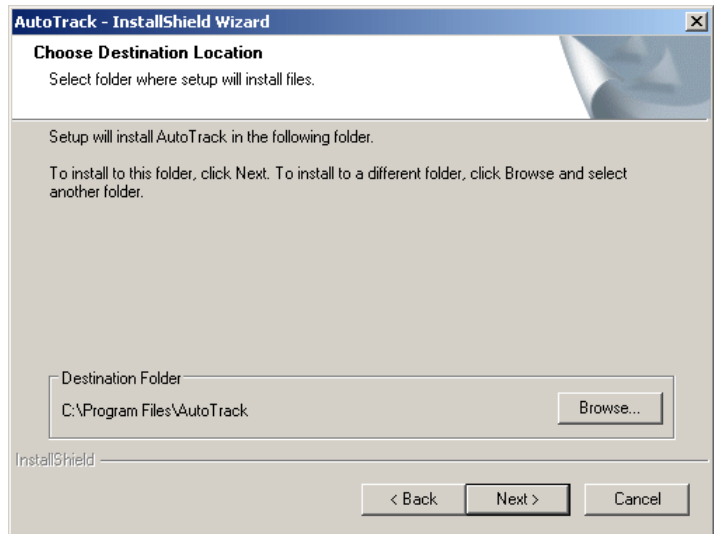 AutoTrack - InstallShield Wizard
Choose Destination Location
Select folder where setup will install files.
Setup will install AutoTrack in the following folder.
To install to this folder, click Next. To install to a different folder, click Browse and select
another folder.
Destination Folder
C:\Program Files\AutoTrack
Browse...
InstallShield
< Back
Next >
Cancel